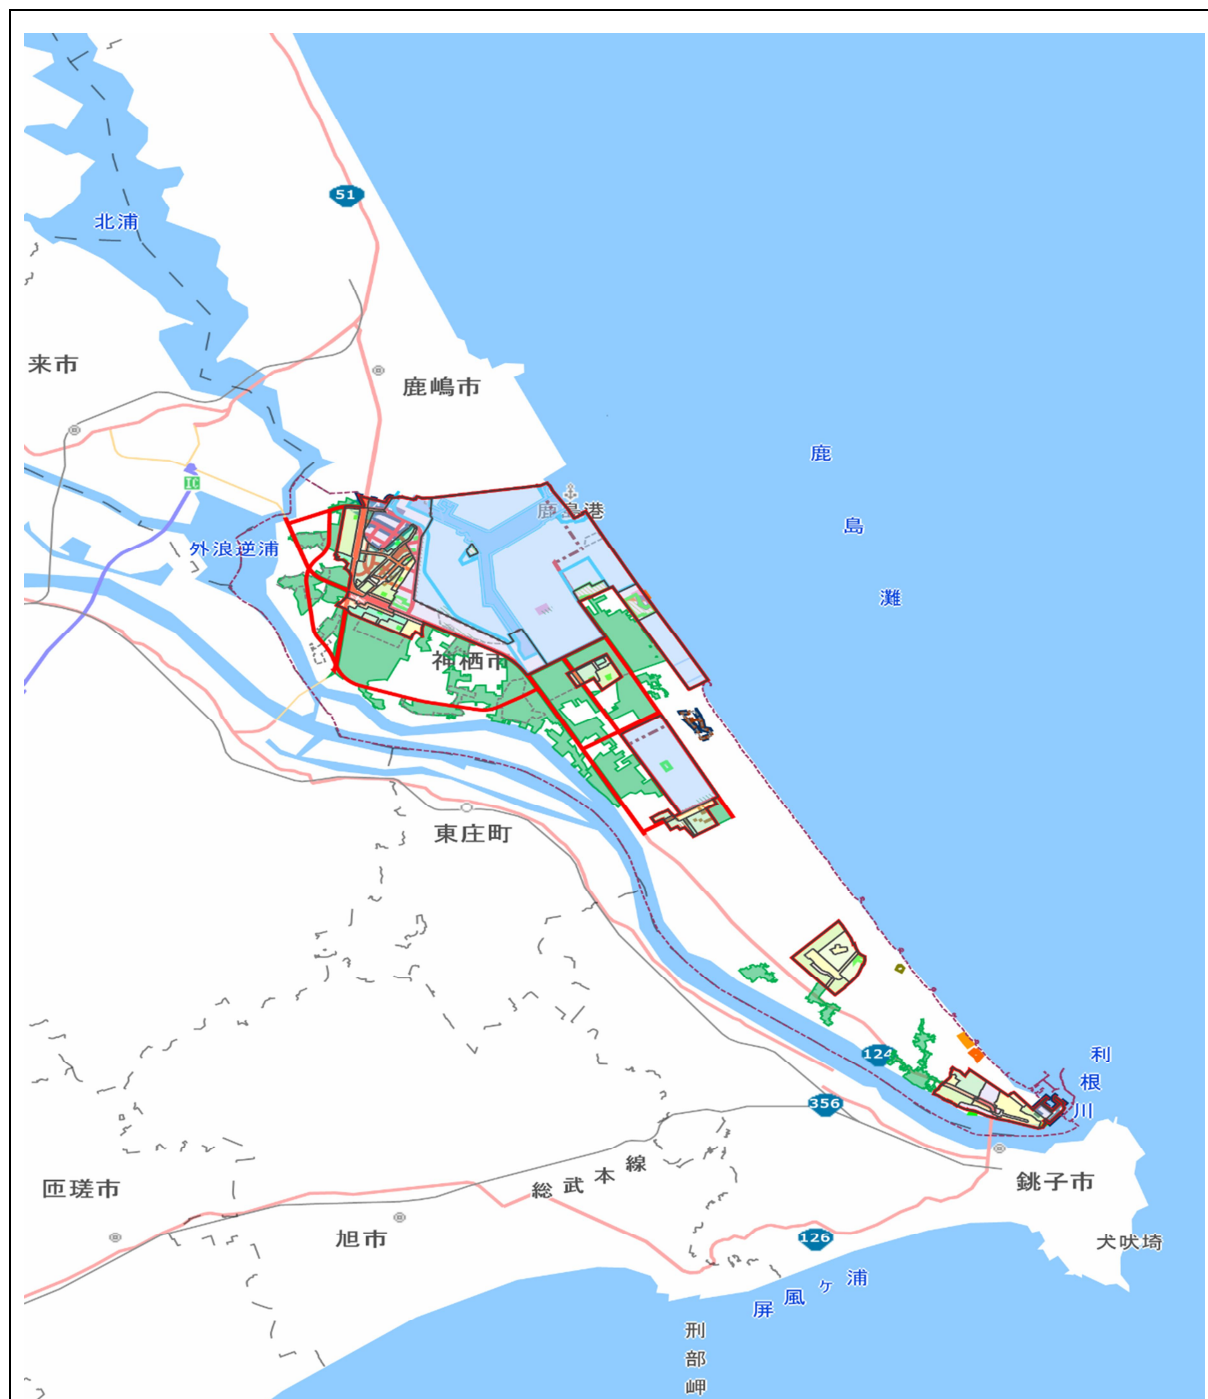 51
北浦
来市
鹿嶋市
鹿
島
灘
IC
鹿島港
外浪逆浦
神栖市
東庄町
124
利
根
川
356
総武本線
匝瑳市
銚子市
旭市
126
犬吠埼
屏風ヶ浦
刑
部
岬